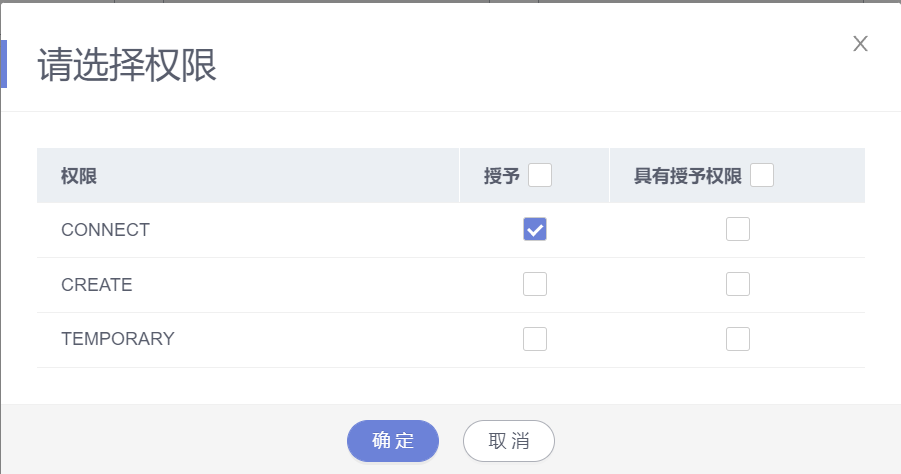 请选择权限
权限 授予 具有授予权限
CONNECT
CREATE
TEMPORARY
确定 取消